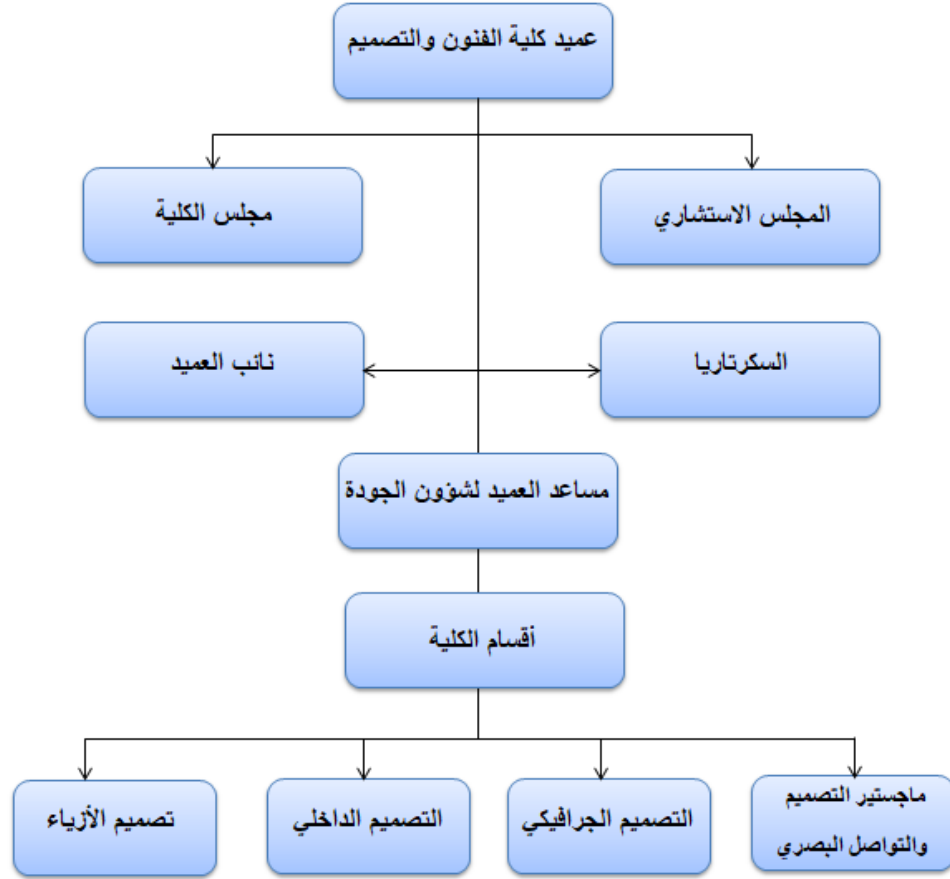 عميد كلية الفنون والتصميم
المجلس الاستشاري
مجلس الكلية
السكرتاريا
نائب العميد
مساعد العميد لشؤون الجودة
أقسام الكلية
ماجستير التصميم
والتواصل البصري
التصميم الجرافيكي
التصميم الداخلي
تصميم الأزياء